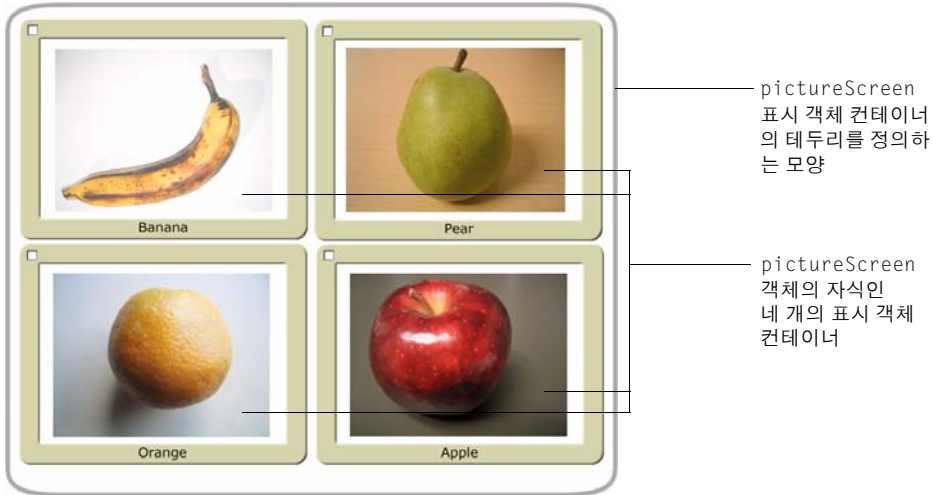 Banana
Pear
Orange
Apple
pictureScreen
표시 객체 컨테이너
의 테두리를 정의하
는 모양
pictureScreen
객체의 자식인
네 개의 표시 객체
컨테이너